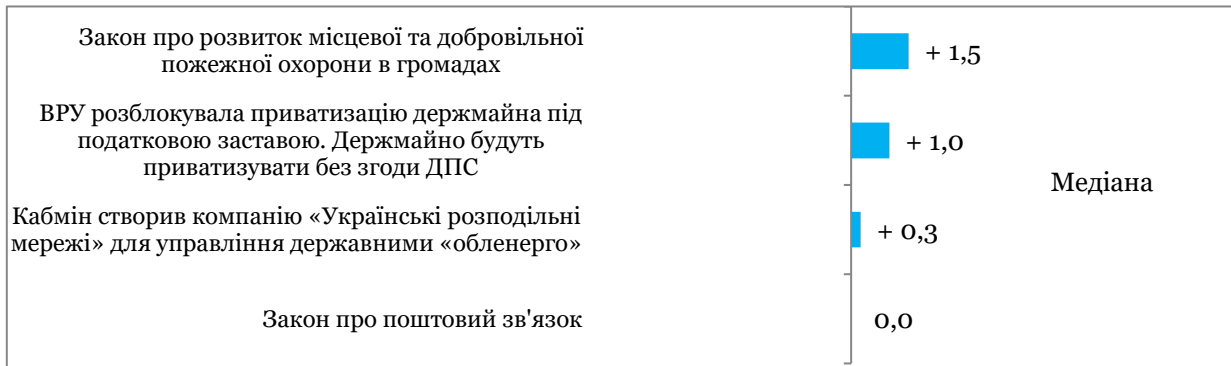 Закон про розвиток місцевої та добровільної
пожежної охорони в громадах
+ 1,5
ВРУ розблокувала приватизацію держмайна під
податковою заставою. Держмайно будуть
приватизувати без згоди ДПС
+ 1,0
Медіана
Кабмін створив компанію «Українські розподільні
мережі» для управління державними «обленерго»
+ 0,3
Закон про поштовий зв'язок
0,0